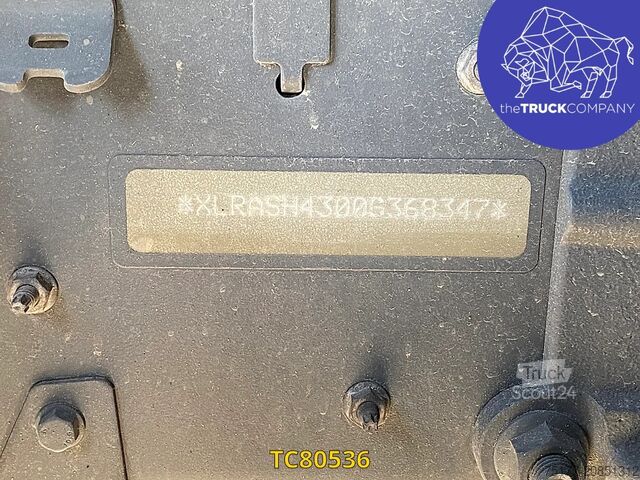 theTRUCKCOMPANY
*XLRASH4300G368347*
Truck
Scout24
TC80536